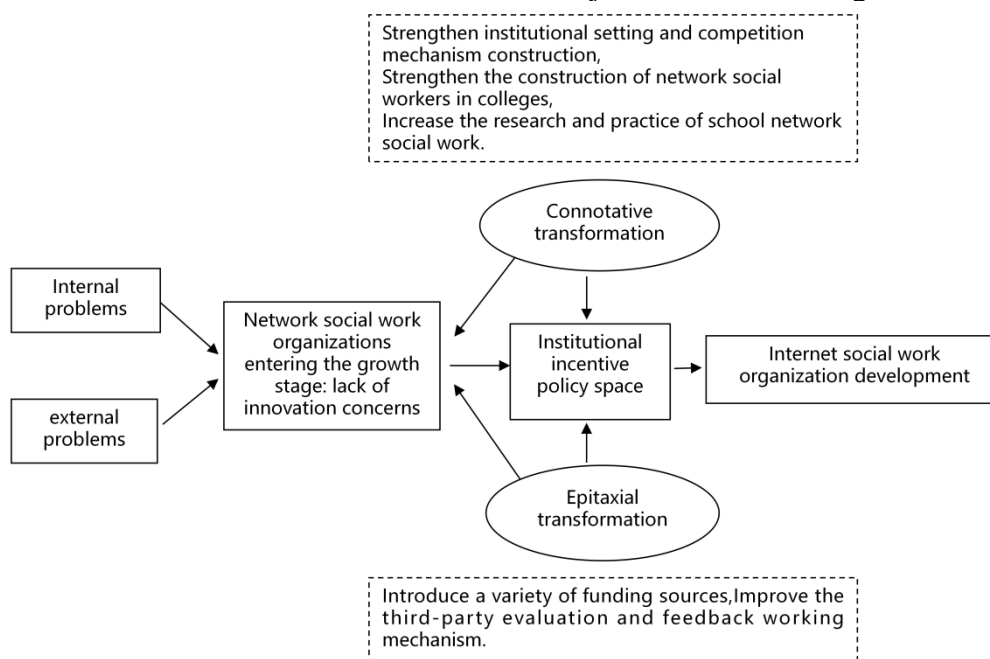 Strengthen institutional setting and competition
mechanism construction,
Strengthen the construction of network social
workers in colleges,
Increase the research and practice of school network
social work.
Connotative
transformation
Internal
problems
external
problems
Network social work
organizations
entering the growth
stage: lack of
innovation concerns
Institutional
incentive
policy space
Internet social work
organization development
Epitaxial
transformation
Introduce a variety of funding sources,Improve the
third-party evaluation and feedback working
mechanism.